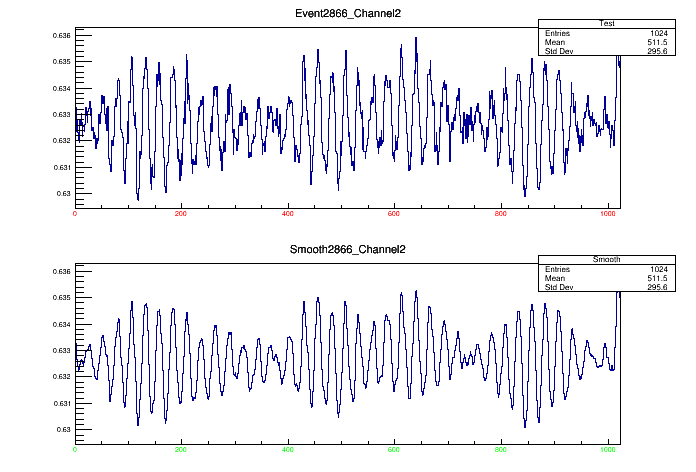 Event2866_Channel2
Test
Entries 1024
Mean 511.5
Std Dev 295.6
0.636
0.635
0.634
0.633
0.632
0.631
0.63
0 200 400 600 800 1000
Smooth2866_Channel2
Smooth
Entries 1024
Mean 511.5
Std Dev 295.6
0.636
0.635
0.634
0.633
0.632
0.631
0.63
0 200 400 600 800 1000